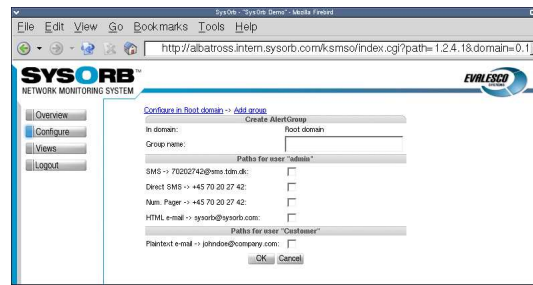 SysOrb - "SysOrb Demo" - Mozilla Firebird
File Edit View Go Bookmarks Tools Help
http://albatross.intern.sysorb.com/ksmso/index.cgi?path=1.2.4.1&domain=0.1
SYSORB™
NETWORK MONITORING SYSTEM
EVALESCO
SYSTEMS
Overview
Configure
Views
Logout
Configure in Root domain -> Add group
Create AlertGroup
In domain: Root domain
Group name:
Paths for user "admin"
SMS -> 70202742@sms.tdm.dk:
Direct SMS -> +45 70 20 27 42:
Num. Pager -> +45 70 20 27 42:
HTML e-mail -> sysorb@sysorb.com:
Paths for user "Customer"
Plaintext e-mail -> johndoe@company.com:
OK Cancel